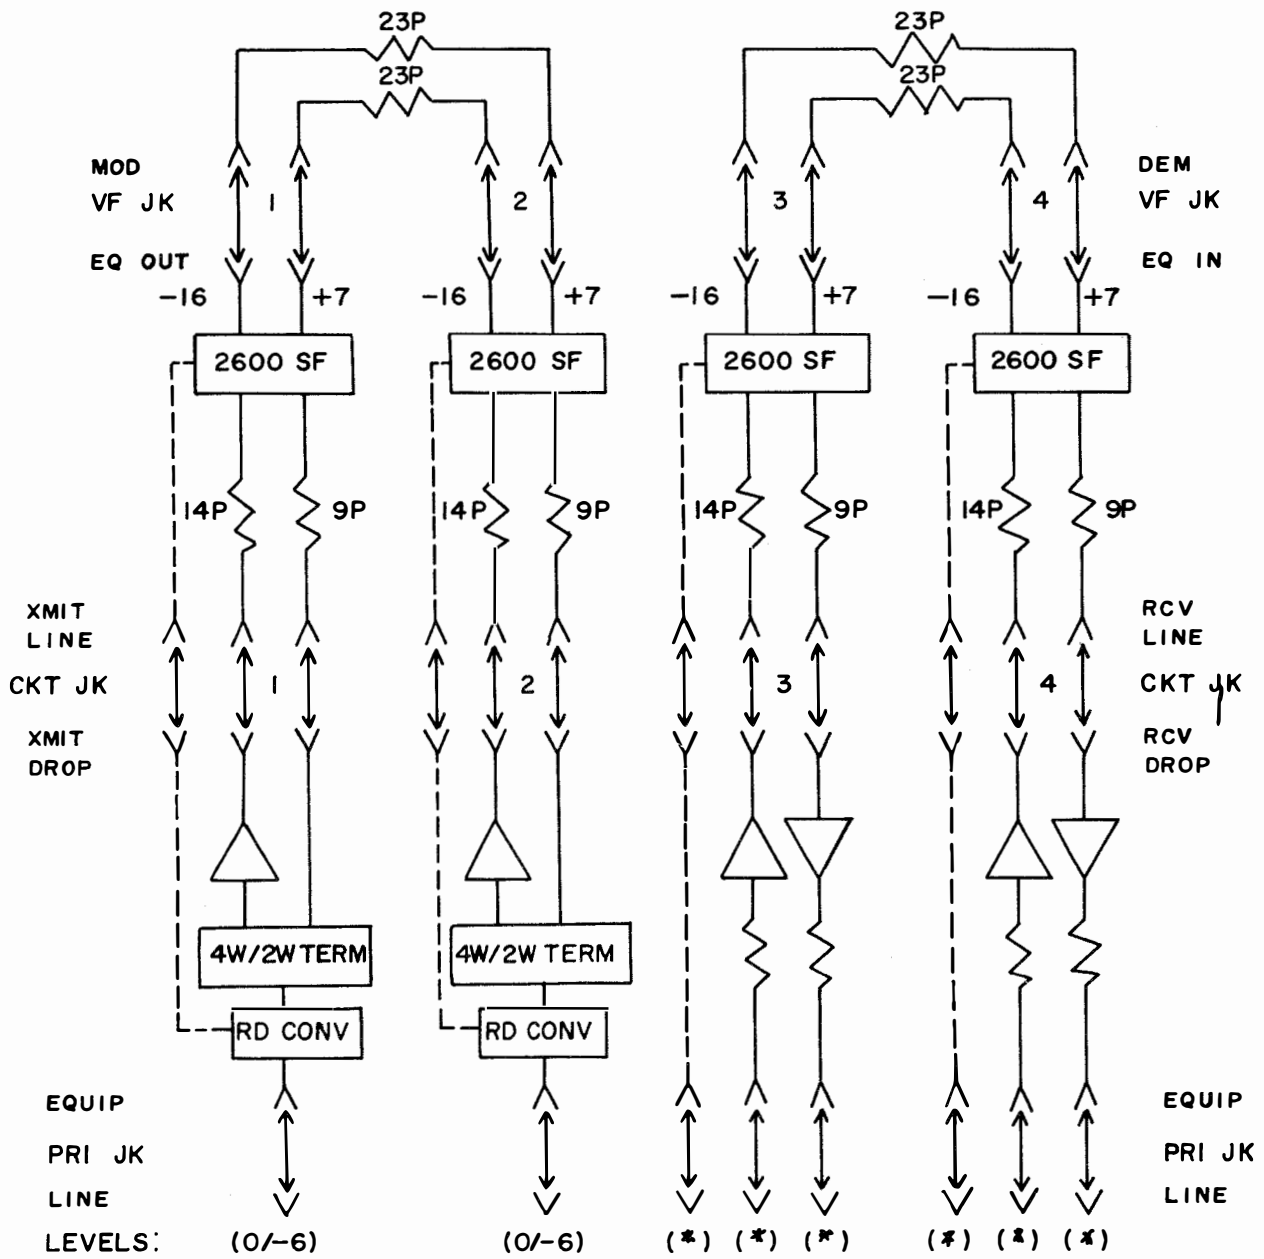 23P 23P
23P 23P
MOD DEM
VF JK 1 2 3 4 VF JK
EQ OUT EQ IN
-16 +7 -16 +7 -16 +7 -16 +7
2600 SF 2600 SF 2600 SF 2600 SF
14P 9P 14P 9P 14P 9P 14P 9P
XMIT RCV
LINE LINE
CKT JK 1 2 3 4 CKT JK
XMIT RCV
DROP DROP
4W/2W TERM 4W/2W TERM
RD CONV RD CONV
EQUIP EQUIP
PRI JK PRI JK
LINE LINE
LEVELS: (0/-6) (0/-6) (*) (*) (*) (*) (*) (*)